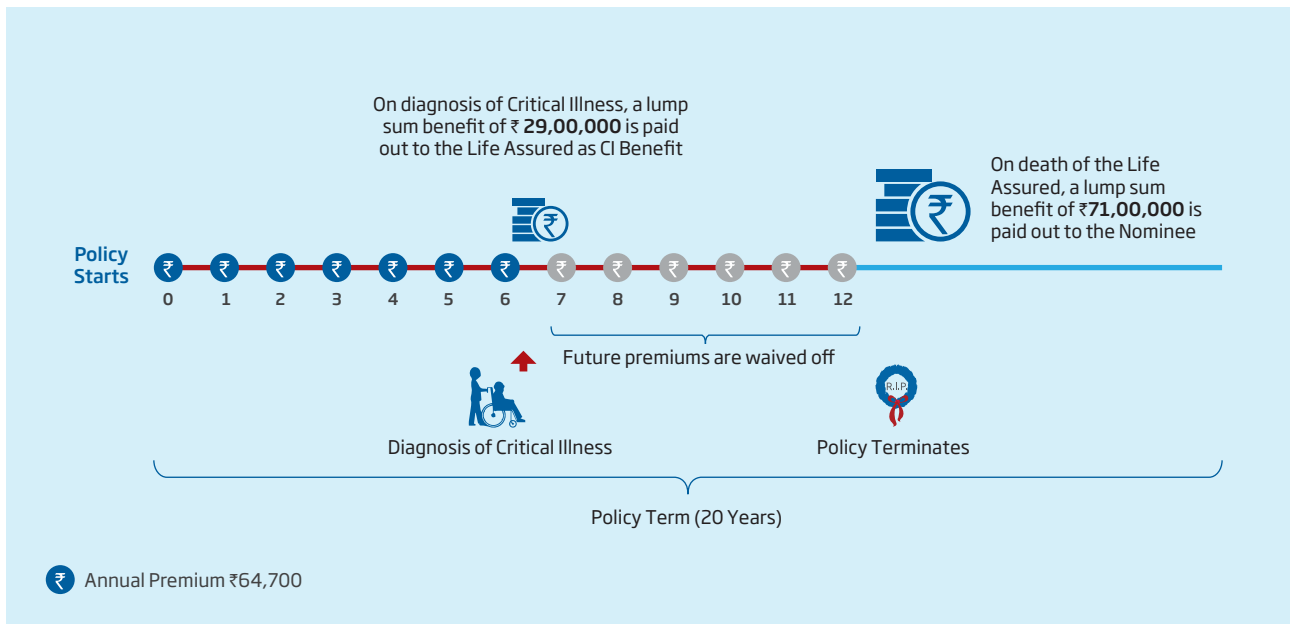 On diagnosis of Critical Illness, a lump
sum benefit of ₹ 29,00,000 is paid
out to the Life Assured as CI Benefit
On death of the Life
Assured, a lump sum
benefit of ₹71,00,000 is
paid out to the Nominee
₹
₹
Policy
Starts
₹ ₹ ₹ ₹ ₹ ₹ ₹ ₹ ₹ ₹ ₹ ₹ ₹
0 1 2 3 4 5 6 7 8 9 10 11 12
Future premiums are waived off
R.I.P.
Diagnosis of Critical Illness
Policy Terminates
Policy Term (20 Years)
₹ Annual Premium ₹64,700